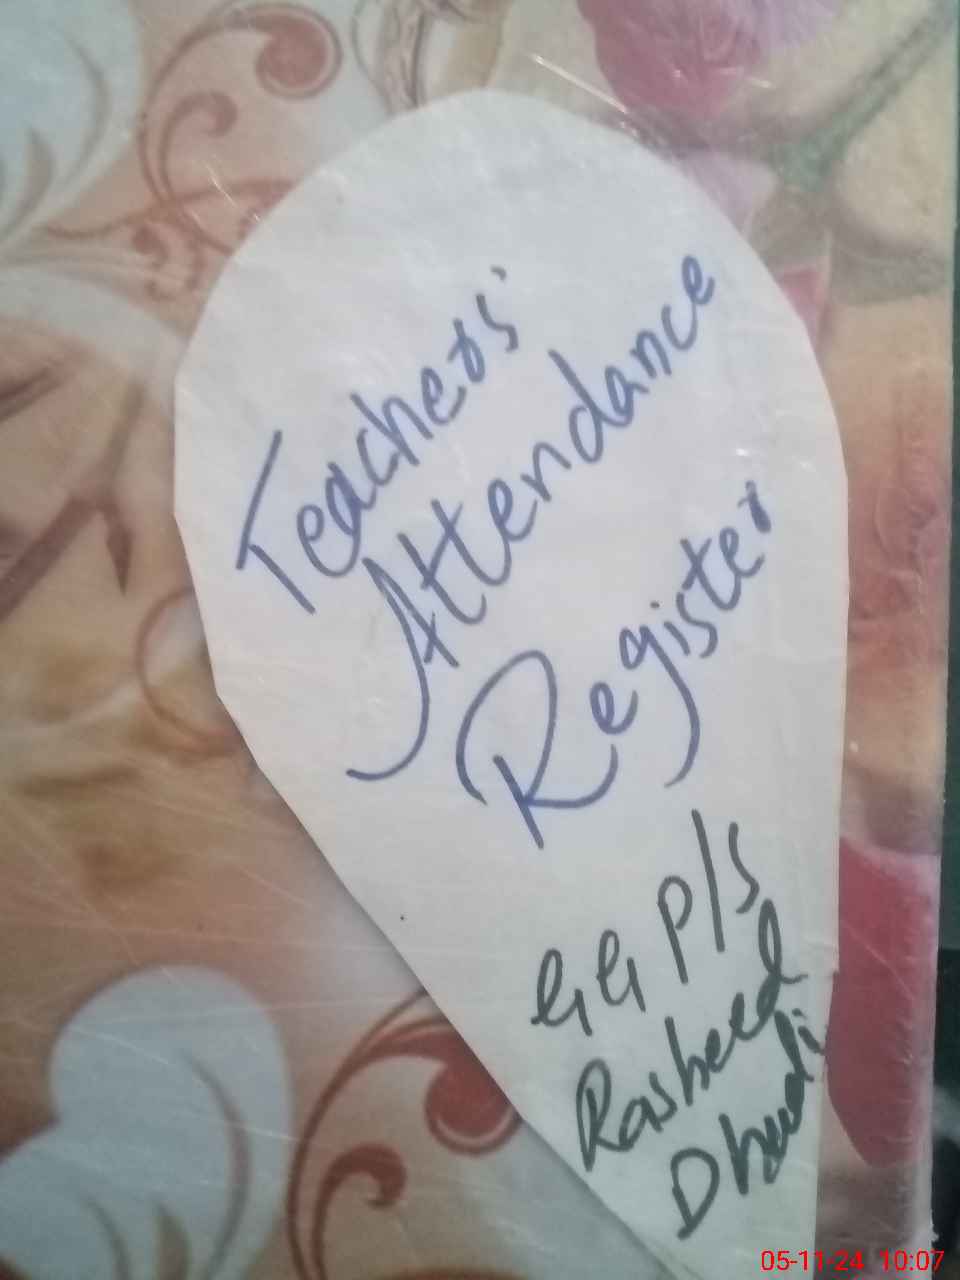 Teachers'
Attendance
Register
GG P/S
Rasheed
Dhudi
05-11-24 10:07